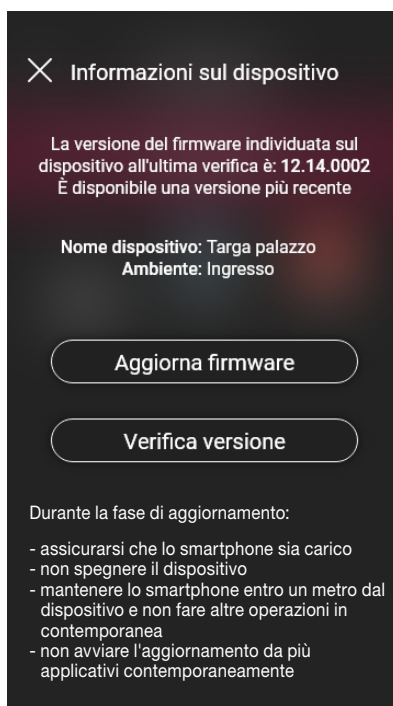 Informazioni sul dispositivo
La versione del firmware individuata sul
dispositivo all'ultima verifica è: 12.14.0002
È disponibile una versione più recente
Nome dispositivo: Targa palazzo
Ambiente: Ingresso
Aggiorna firmware
Verifica versione
Durante la fase di aggiornamento:
- assicurarsi che lo smartphone sia carico
- non spegnere il dispositivo
- mantenere lo smartphone entro un metro dal
dispositivo e non fare altre operazioni in
contemporanea
- non avviare l'aggiornamento da più
applicativi contemporaneamente